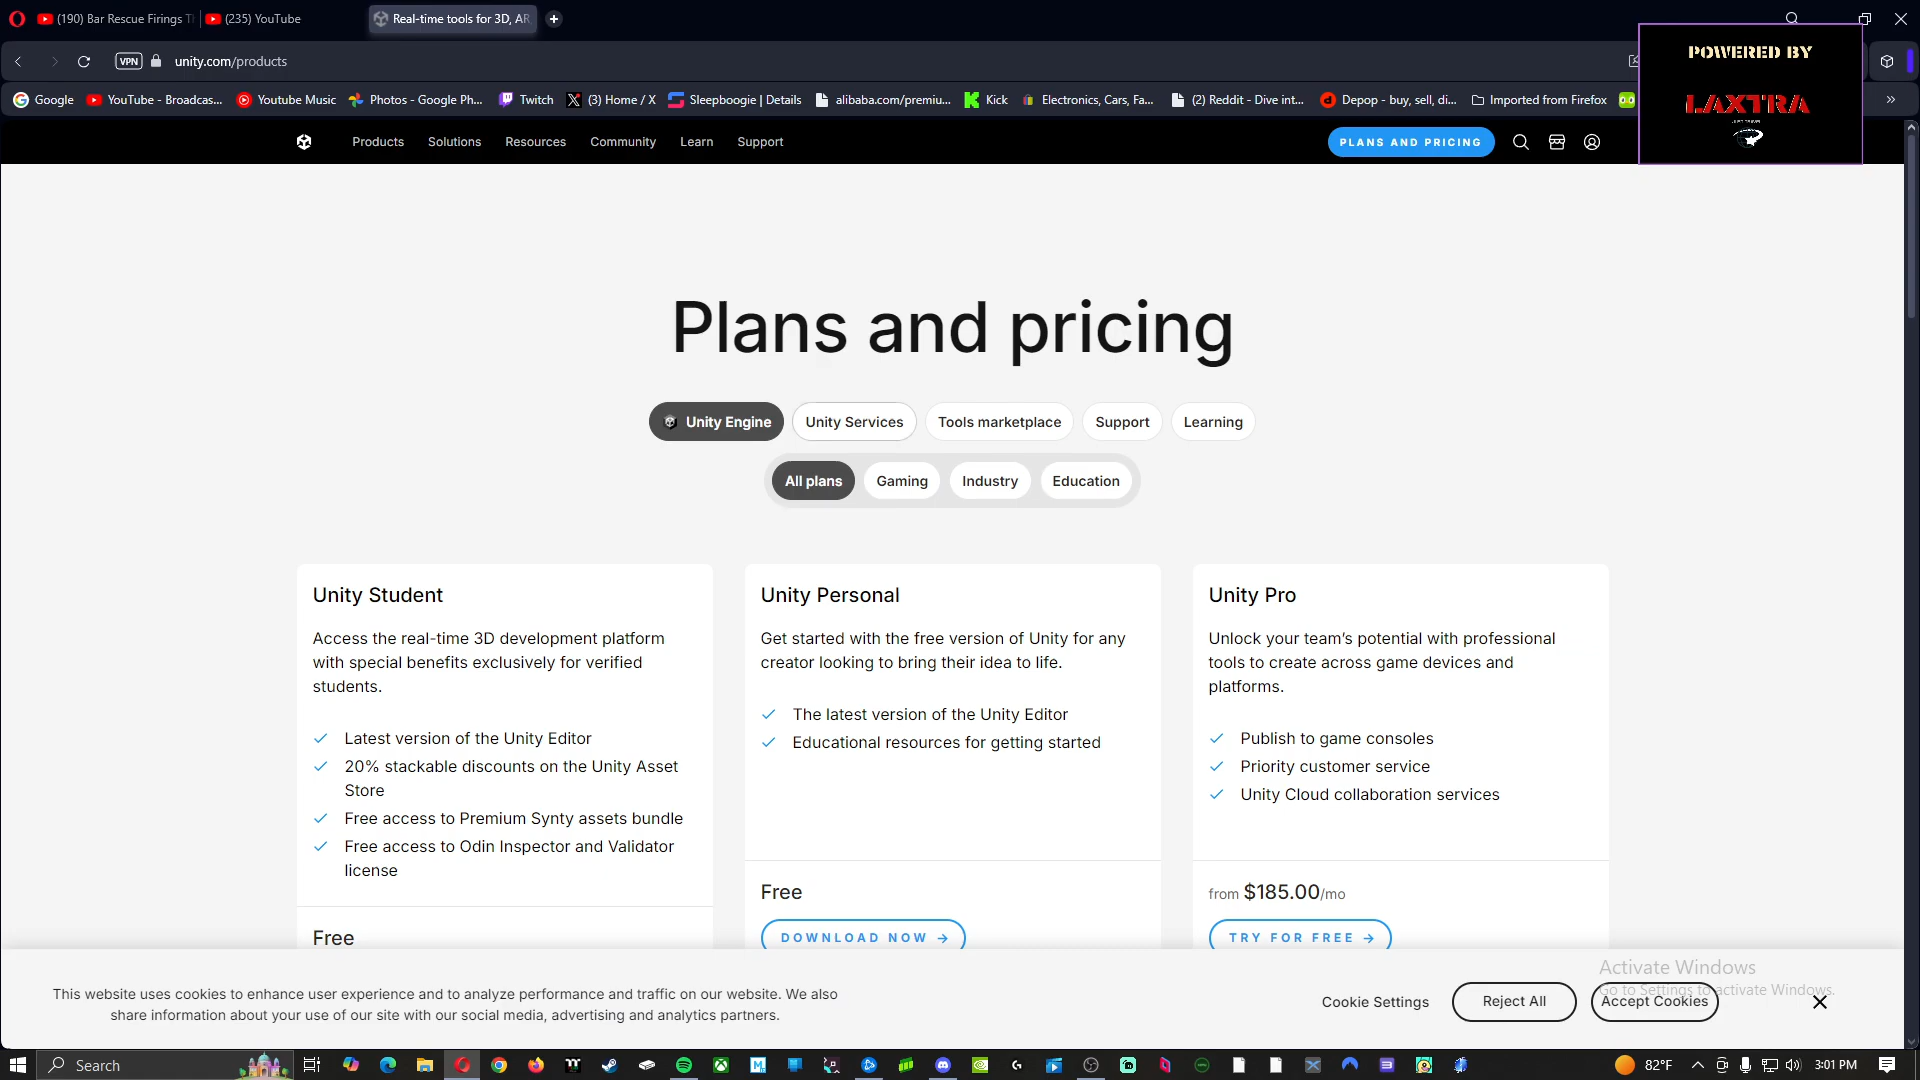 (190) Bar Rescue Firings T
(235) YouTube
Real-time tools for 3D, AR
VPN
unity.com/products
POWERED BY
LAXTRA
Google
YouTube - Broadcas...
Youtube Music
Photos - Google Ph...
Twitch
(3) Home / X
Sleepboogie | Details
alibaba.com/premiu...
Kick
Electronics, Cars, Fa...
(2) Reddit - Dive int...
Depop - buy, sell, di...
Imported from Firefox
Products
Solutions
Resources
Community
Learn
Support
PLANS AND PRICING
Plans and pricing
Unity Engine
Unity Services
Tools marketplace
Support
Learning
All plans
Gaming
Industry
Education
Unity Student
Access the real-time 3D development platform
with special benefits exclusively for verified
students.
Latest version of the Unity Editor
20% stackable discounts on the Unity Asset
Store
Free access to Premium Synty assets bundle
Free access to Odin Inspector and Validator
license
Free
Unity Personal
Get started with the free version of Unity for any
creator looking to bring their idea to life.
The latest version of the Unity Editor
Educational resources for getting started
Free
DOWNLOAD NOW
Unity Pro
Unlock your team’s potential with professional
tools to create across game devices and
platforms.
Publish to game consoles
Priority customer service
Unity Cloud collaboration services
from $185.00/mo
TRY FOR FREE
This website uses cookies to enhance user experience and to analyze performance and traffic on our website. We also
share information about your use of our site with our social media, advertising and analytics partners.
Cookie Settings
Reject All
Accept Cookies
Activate Windows
Go to Settings to activate Windows.
Search
82°F
3:01 PM